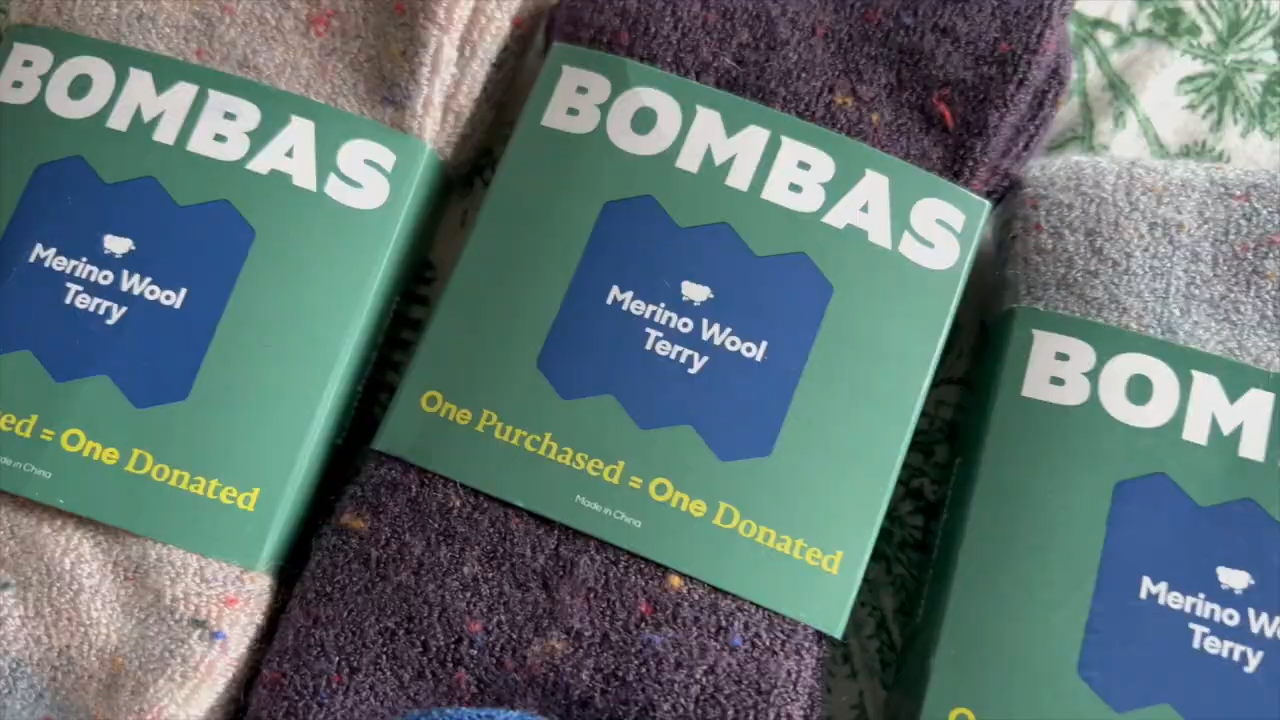 BOMBAS
Merino Wool
Terry
= One Donated
BOMBAS
Merino Wool
Terry
One Purchased = One Donated
Made in China
BOM
Merino
Terry